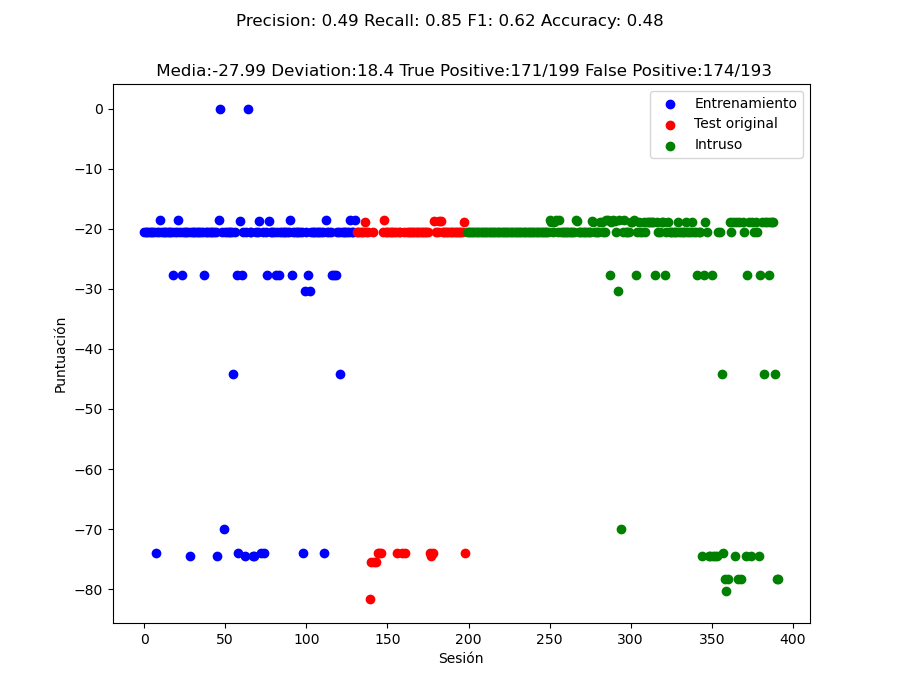 Precision: 0.49 Recall: 0.85 F1: 0.62 Accuracy: 0.48
Media:-27.99 Deviation:18.4 True Positive:171/199 False Positive:174/193
Entrenamiento
Test original
Intruso
0
−10
−20
−30
−40
−50
−60
−70
−80
Puntuación
0 50 100 150 200 250 300 350 400
Sesión